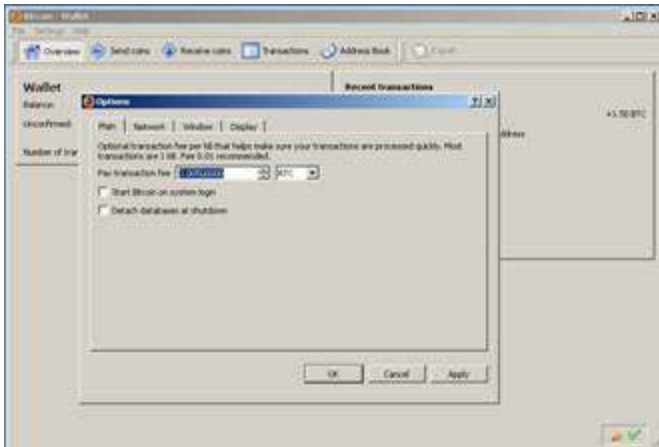 Bitcoin - Wallet
File Settings Help
Overview Send coins Receive coins Transactions Address Book Export
Wallet
Balance:
Unconfirmed:
Number of tran
Recent transactions
+1.50 BTC
Address
Options
Main Network Window Display
Optional transaction fee per kB that helps make sure your transactions are processed quickly. Most
transactions are 1 kB. Fee 0.01 recommended.
Pay transaction fee BTC
Start Bitcoin on system login
Detach databases at shutdown
OK Cancel Apply